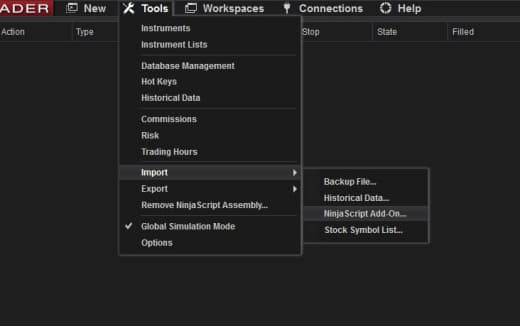 ADER New Tools Workspaces Connections Help
Action Type Stop State Filled
Instruments
Instrument Lists
Database Management
Hot Keys
Historical Data
Commissions
Risk
Trading Hours
Import
Export
Remove NinjaScript Assembly...
Global Simulation Mode
Options
Backup File...
Historical Data...
NinjaScript Add-On...
Stock Symbol List...